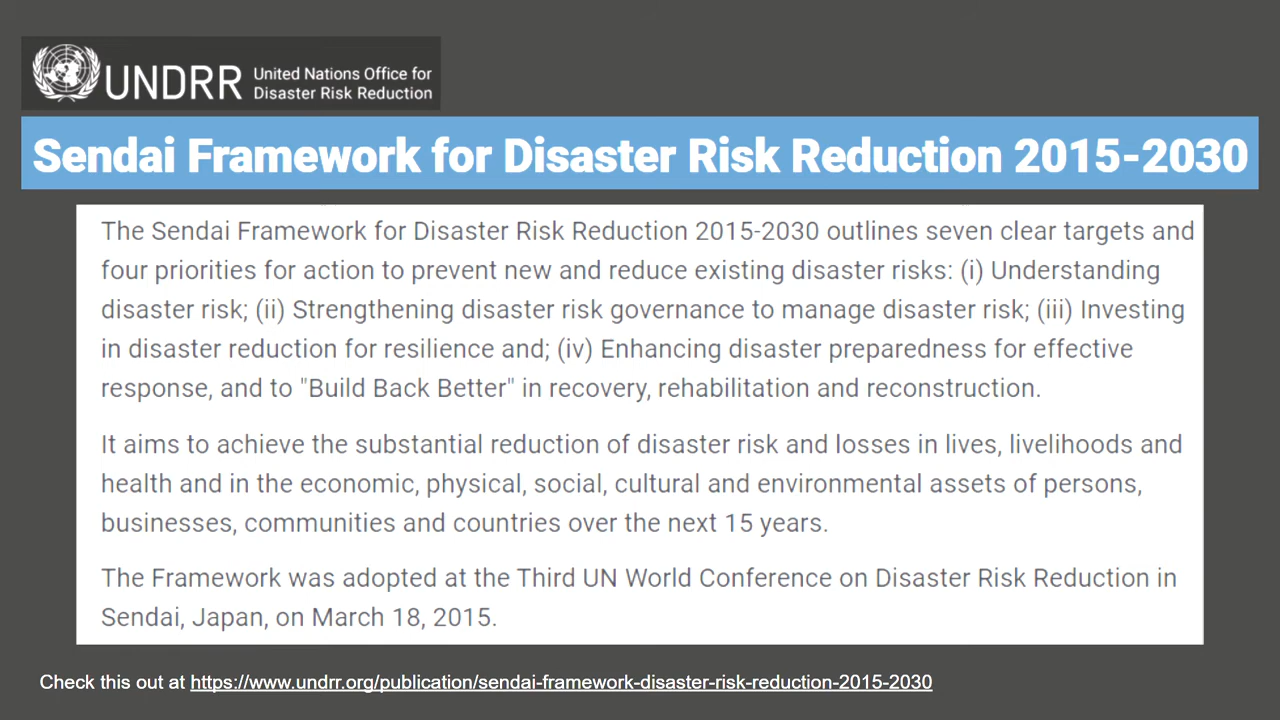 UNDRR United Nations Office for
Disaster Risk Reduction
Sendai Framework for Disaster Risk Reduction 2015-2030
The Sendai Framework for Disaster Risk Reduction 2015-2030 outlines seven clear targets and
four priorities for action to prevent new and reduce existing disaster risks: (i) Understanding
disaster risk; (ii) Strengthening disaster risk governance to manage disaster risk; (iii) Investing
in disaster reduction for resilience and; (iv) Enhancing disaster preparedness for effective
response, and to "Build Back Better" in recovery, rehabilitation and reconstruction.
It aims to achieve the substantial reduction of disaster risk and losses in lives, livelihoods and
health and in the economic, physical, social, cultural and environmental assets of persons,
businesses, communities and countries over the next 15 years.
The Framework was adopted at the Third UN World Conference on Disaster Risk Reduction in
Sendai, Japan, on March 18, 2015.
Check this out at https://www.undrr.org/publication/sendai-framework-disaster-risk-reduction-2015-2030